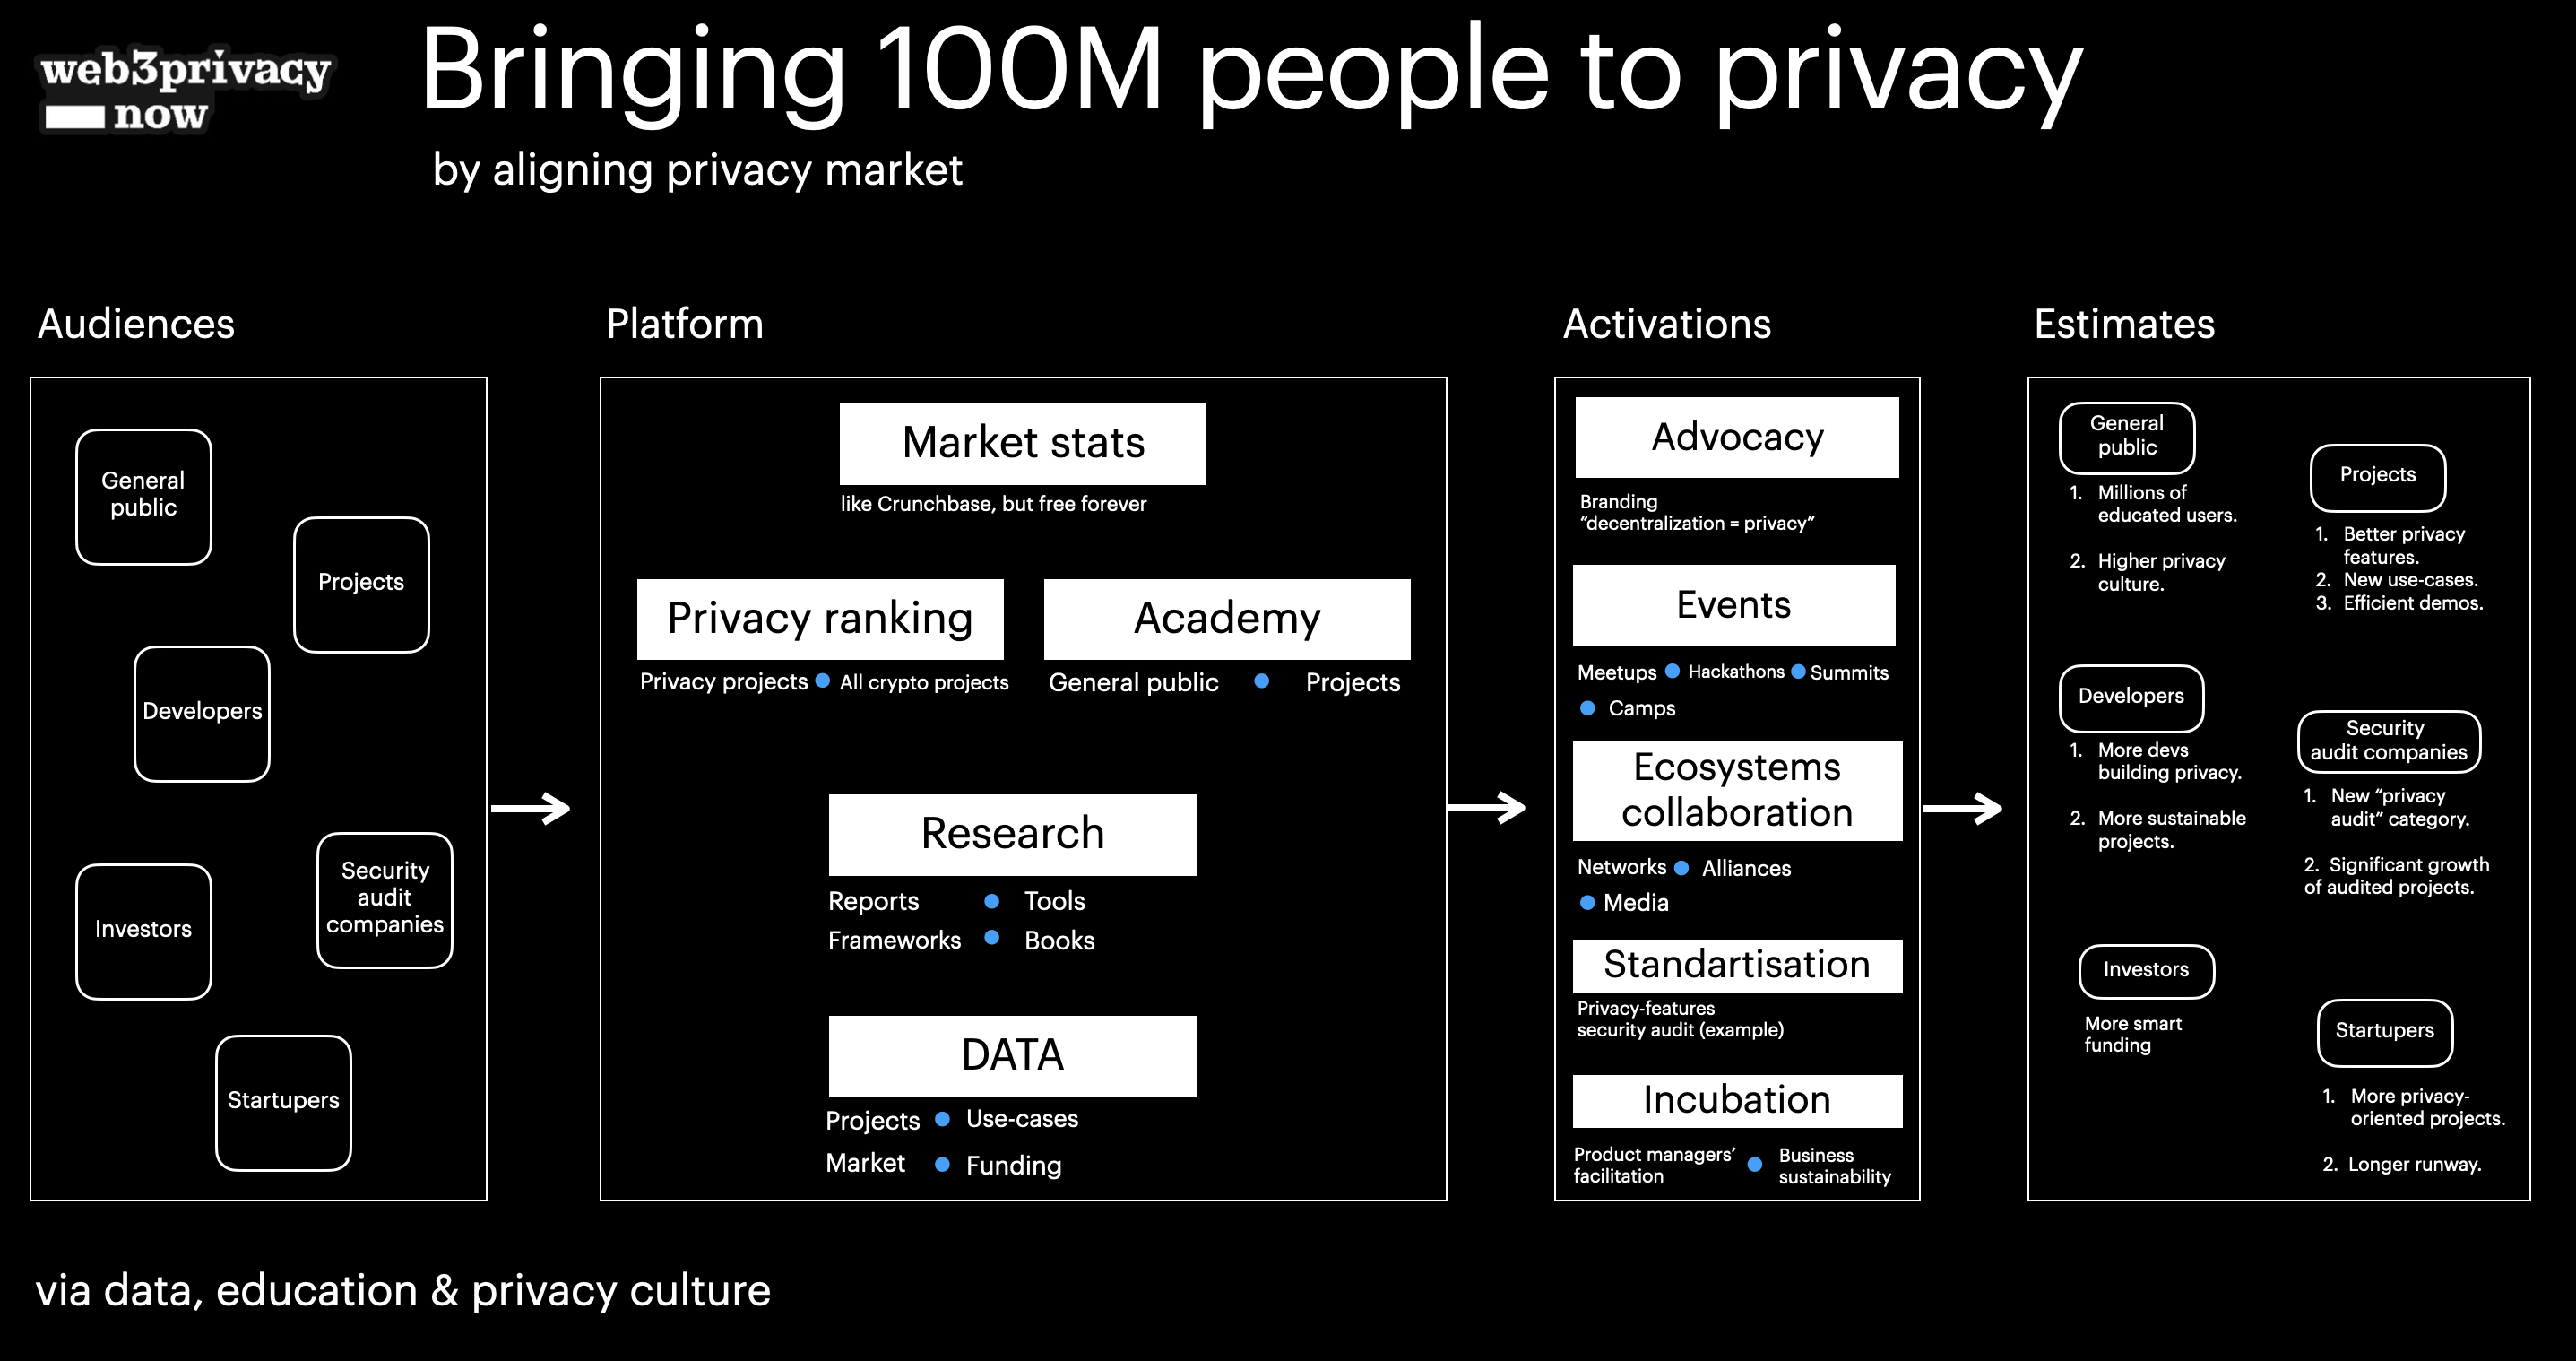 web3privacy
now
Bringing 100M people to privacy
by aligning privacy market
Audiences
General
public
Projects
Developers
Investors
Security
audit
companies
Startupers
Platform
Market stats
like Crunchbase, but free forever
Privacy ranking
Privacy projects
All crypto projects
Academy
General public
Projects
Research
Reports
Tools
Frameworks
Books
DATA
Projects
Use-cases
Market
Funding
Activations
Advocacy
Branding
“decentralization = privacy”
Events
Meetups
Hackathons
Summits
Camps
Ecosystems
collaboration
Networks
Alliances
Media
Standartisation
Privacy-features
security audit (example)
Incubation
Product managers’
facilitation
Business
sustainability
Estimates
General
public
1. Millions of
educated users.
2. Higher privacy
culture.
Projects
1. Better privacy
features.
2. New use-cases.
3. Efficient demos.
Developers
1. More devs
building privacy.
2. More sustainable
projects.
Security
audit companies
1. New “privacy
audit” category.
2. Significant growth
of audited projects.
Investors
More smart
funding
Startupers
1. More privacy-
oriented projects.
2. Longer runway.
via data, education & privacy culture